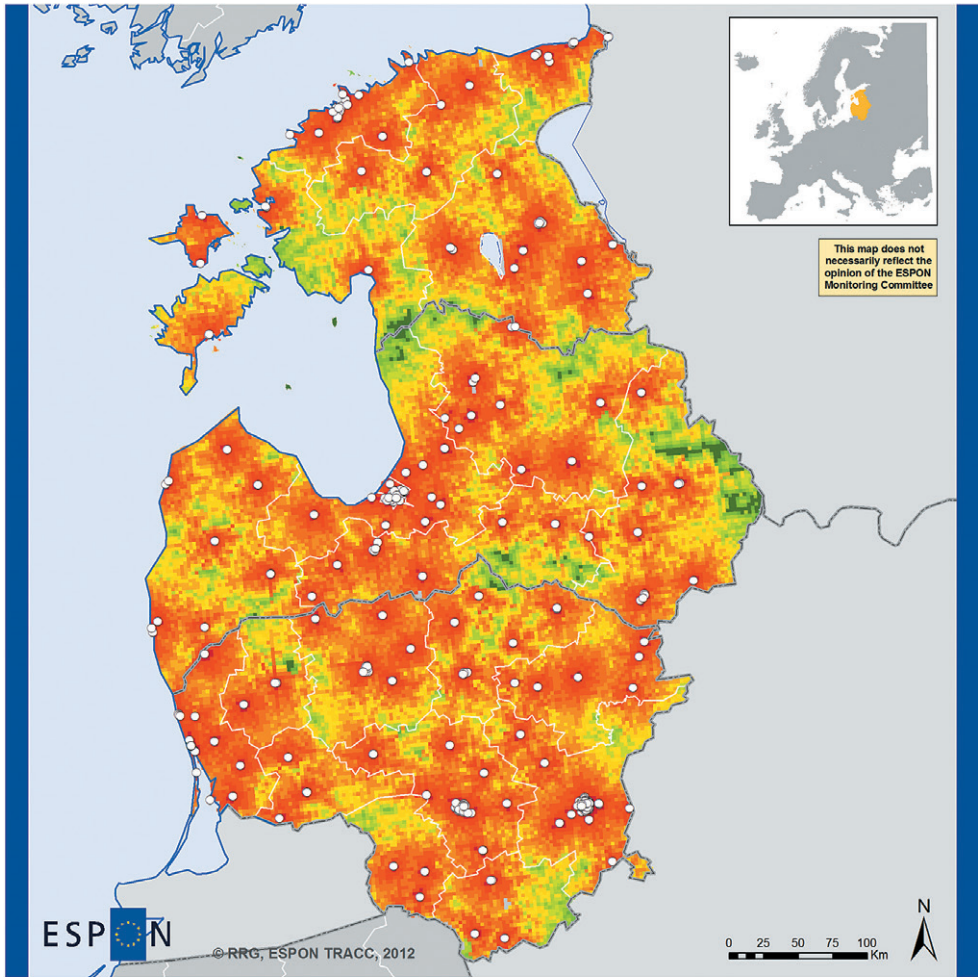 This map does not
necessarily reflect the
opinion of the ESPON
Monitoring Committee
ESPON
© RRG, ESPON TRACC, 2012
N
0 25 50 75 100
Km